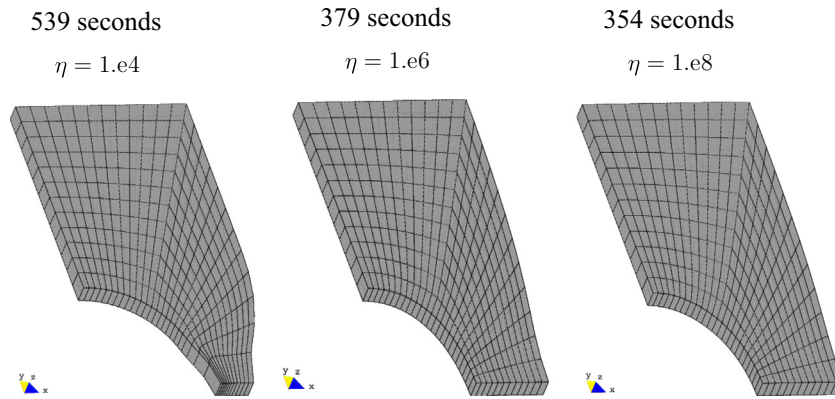 539 seconds
379 seconds
354 seconds
η = 1.e4
η = 1.e6
η = 1.e8
y z
x
y z
x
y z
x